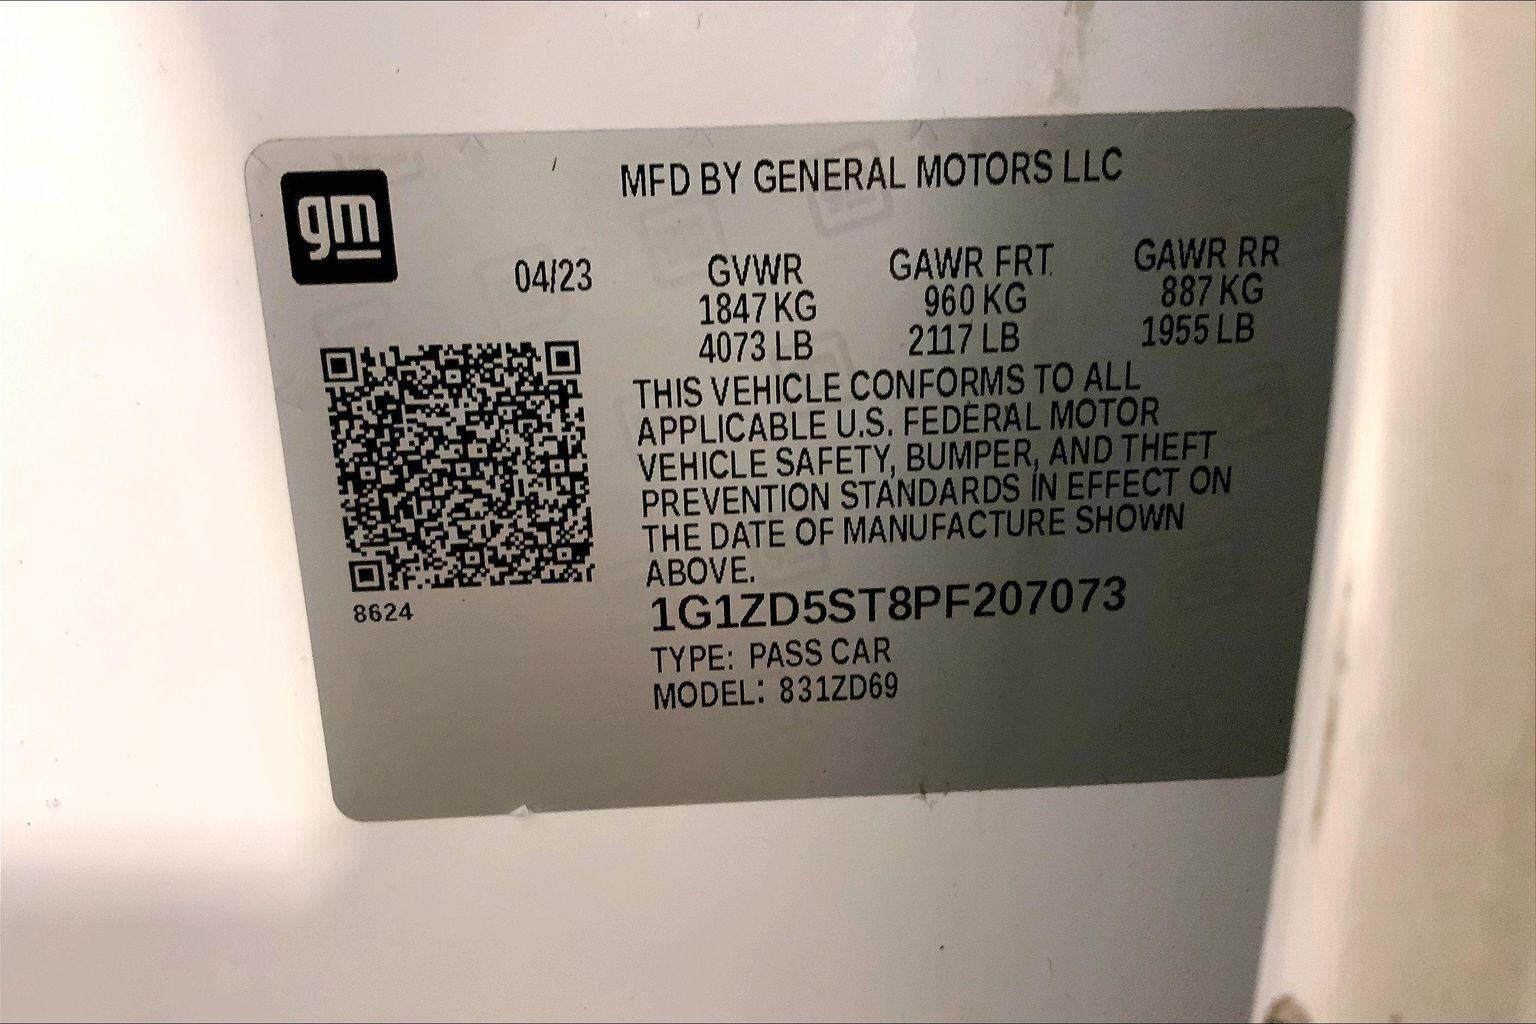 gm
MFD BY GENERAL MOTORS LLC
04/23 GVWR GAWR FRT GAWR RR
1847 KG 960 KG 887 KG
4073 LB 2117 LB 1955 LB
THIS VEHICLE CONFORMS TO ALL
APPLICABLE U.S. FEDERAL MOTOR
VEHICLE SAFETY, BUMPER, AND THEFT
PREVENTION STANDARDS IN EFFECT ON
THE DATE OF MANUFACTURE SHOWN
ABOVE.
8624
1G1ZD5ST8PF207073
TYPE: PASS CAR
MODEL: 831ZD69